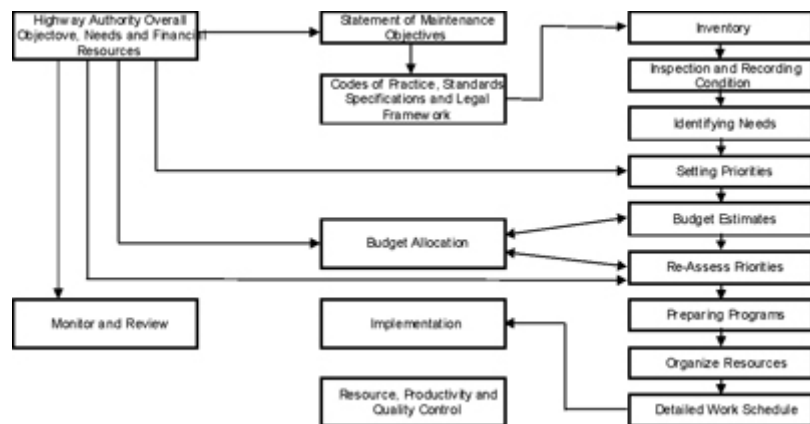 Highway Authority Overall
Objectove, Needs and Financial
Resources
Statement of Maintenance
Objectives
Codes of Practice, Standards
Specifications and Legal
Framework
Inventory
Inspection and Recording
Condition
Identifying Needs
Setting Priorities
Budget Estimates
Budget Allocation
Re-Assess Priorities
Monitor and Review
Implementation
Preparing Programs
Organize Resources
Resource, Productivity and
Quality Control
Detailed Work Schedule